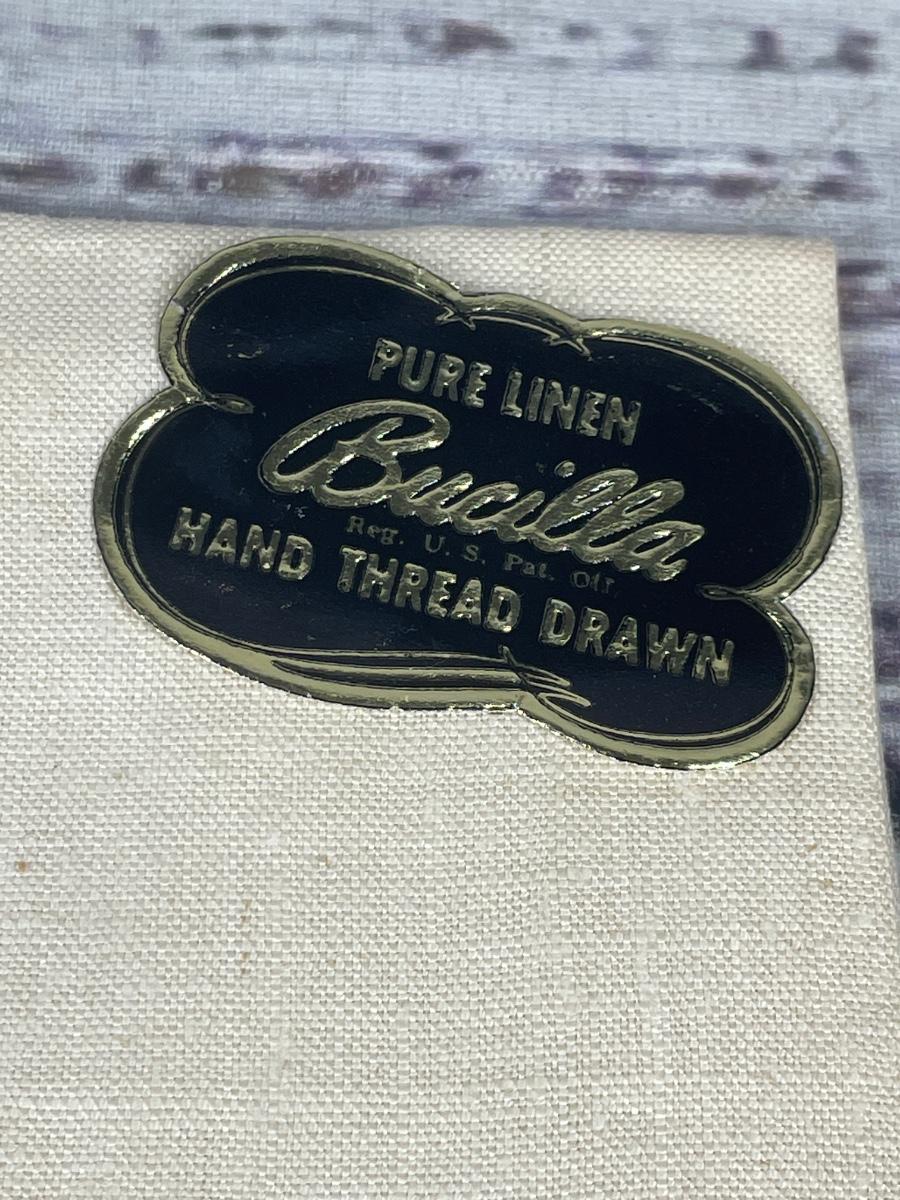 PURE LINEN
Bucilla
Reg. U. S. Pat. Off.
HAND THREAD DRAWN